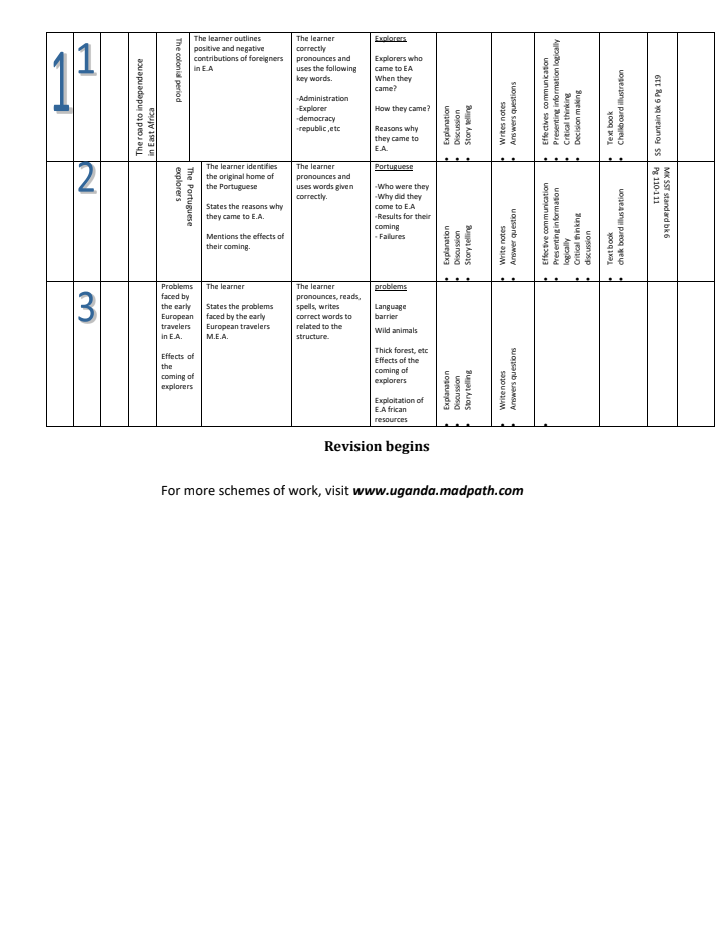 1
1
The road to independence
in East Africa
The colonial period
The learner outlines
positive and negative
contributions of foreigners
in E.A
The learner
correctly
pronounces and
uses the following
key words.
-Administration
-Explorer
-democracy
-republic ,etc
Explorers
Explorers who
came to EA
When they
came?
How they came?
Reasons why
they came to
E.A.
• Explanation
• Discussion
• Story telling
• Writes notes
• Answers questions
• Effectives communication
• Presenting information logically
• Critical thinking
• Decision making
• Text book
• Chalkboard illustration
SS Fountain bk 6 Pg 119
2
The Portuguese
explorers
The learner identifies
the original home of
the Portuguese
States the reasons why
they came to E.A.
Mentions the effects of
their coming.
The learner
pronounces and
uses words given
correctly.
Portuguese
-Who were they
-Why did they
come to E.A
-Results for their
coming
- Failures
• Explanation
• Discussion
• Story telling
• Write notes
• Answer question
• Effective communication
• Presenting information
logically
• Critical thinking
• discussion
• Text book
• chalk board illustration
MK SST standard bk 6
Pg 110-111
3
Problems
faced by
the early
European
travelers
in E.A.
Effects of
the
coming of
explorers
The learner
States the problems
faced by the early
European travelers
M.E.A.
The learner
pronounces, reads,,
spells, writes
correct words to
related to the
structure.
problems
Language
barrier
Wild animals
Thick forest, etc
Effects of the
coming of
explorers
Exploitation of
E.A frican
resources
• Explanation
• Discussion
• Story telling
• Write notes
• Answers questions
•
Revision begins
For more schemes of work, visit www.uganda.madpath.com